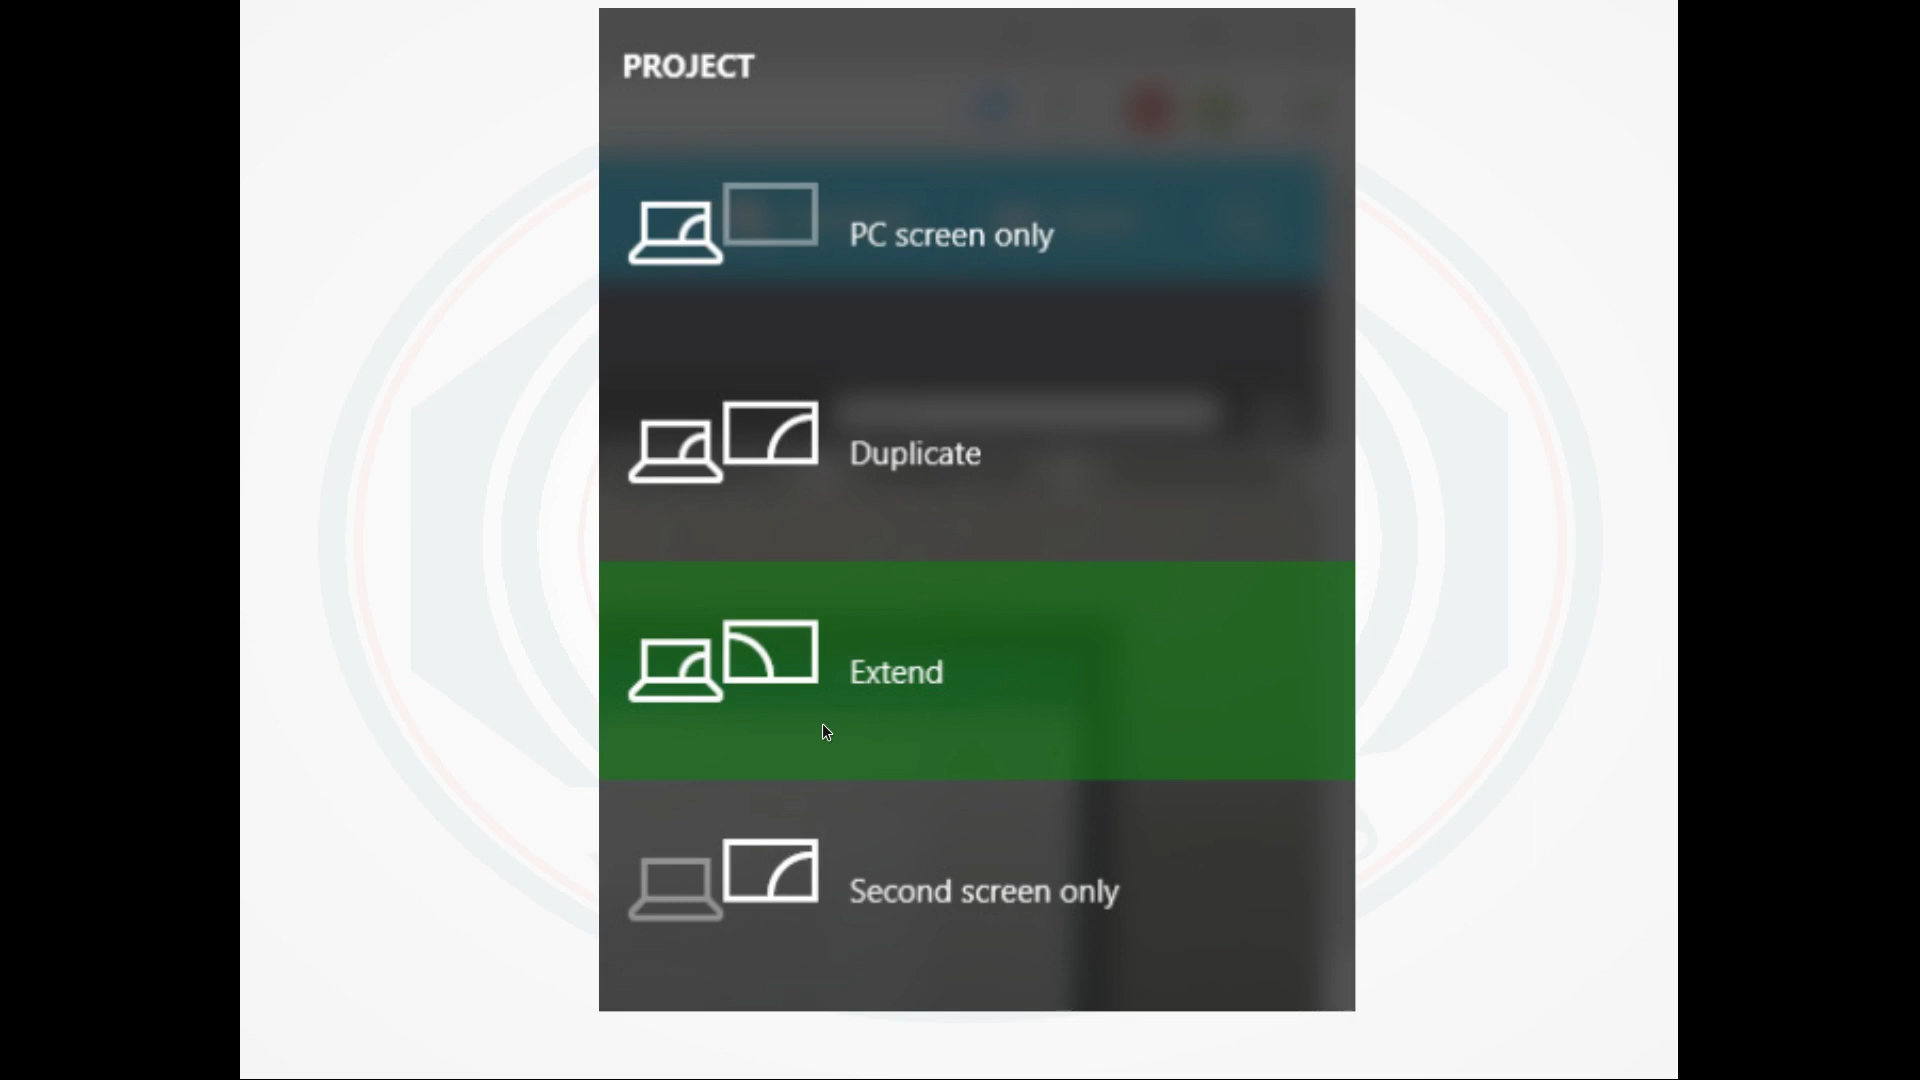 PROJECT
PC screen only
Duplicate
Extend
Second screen only